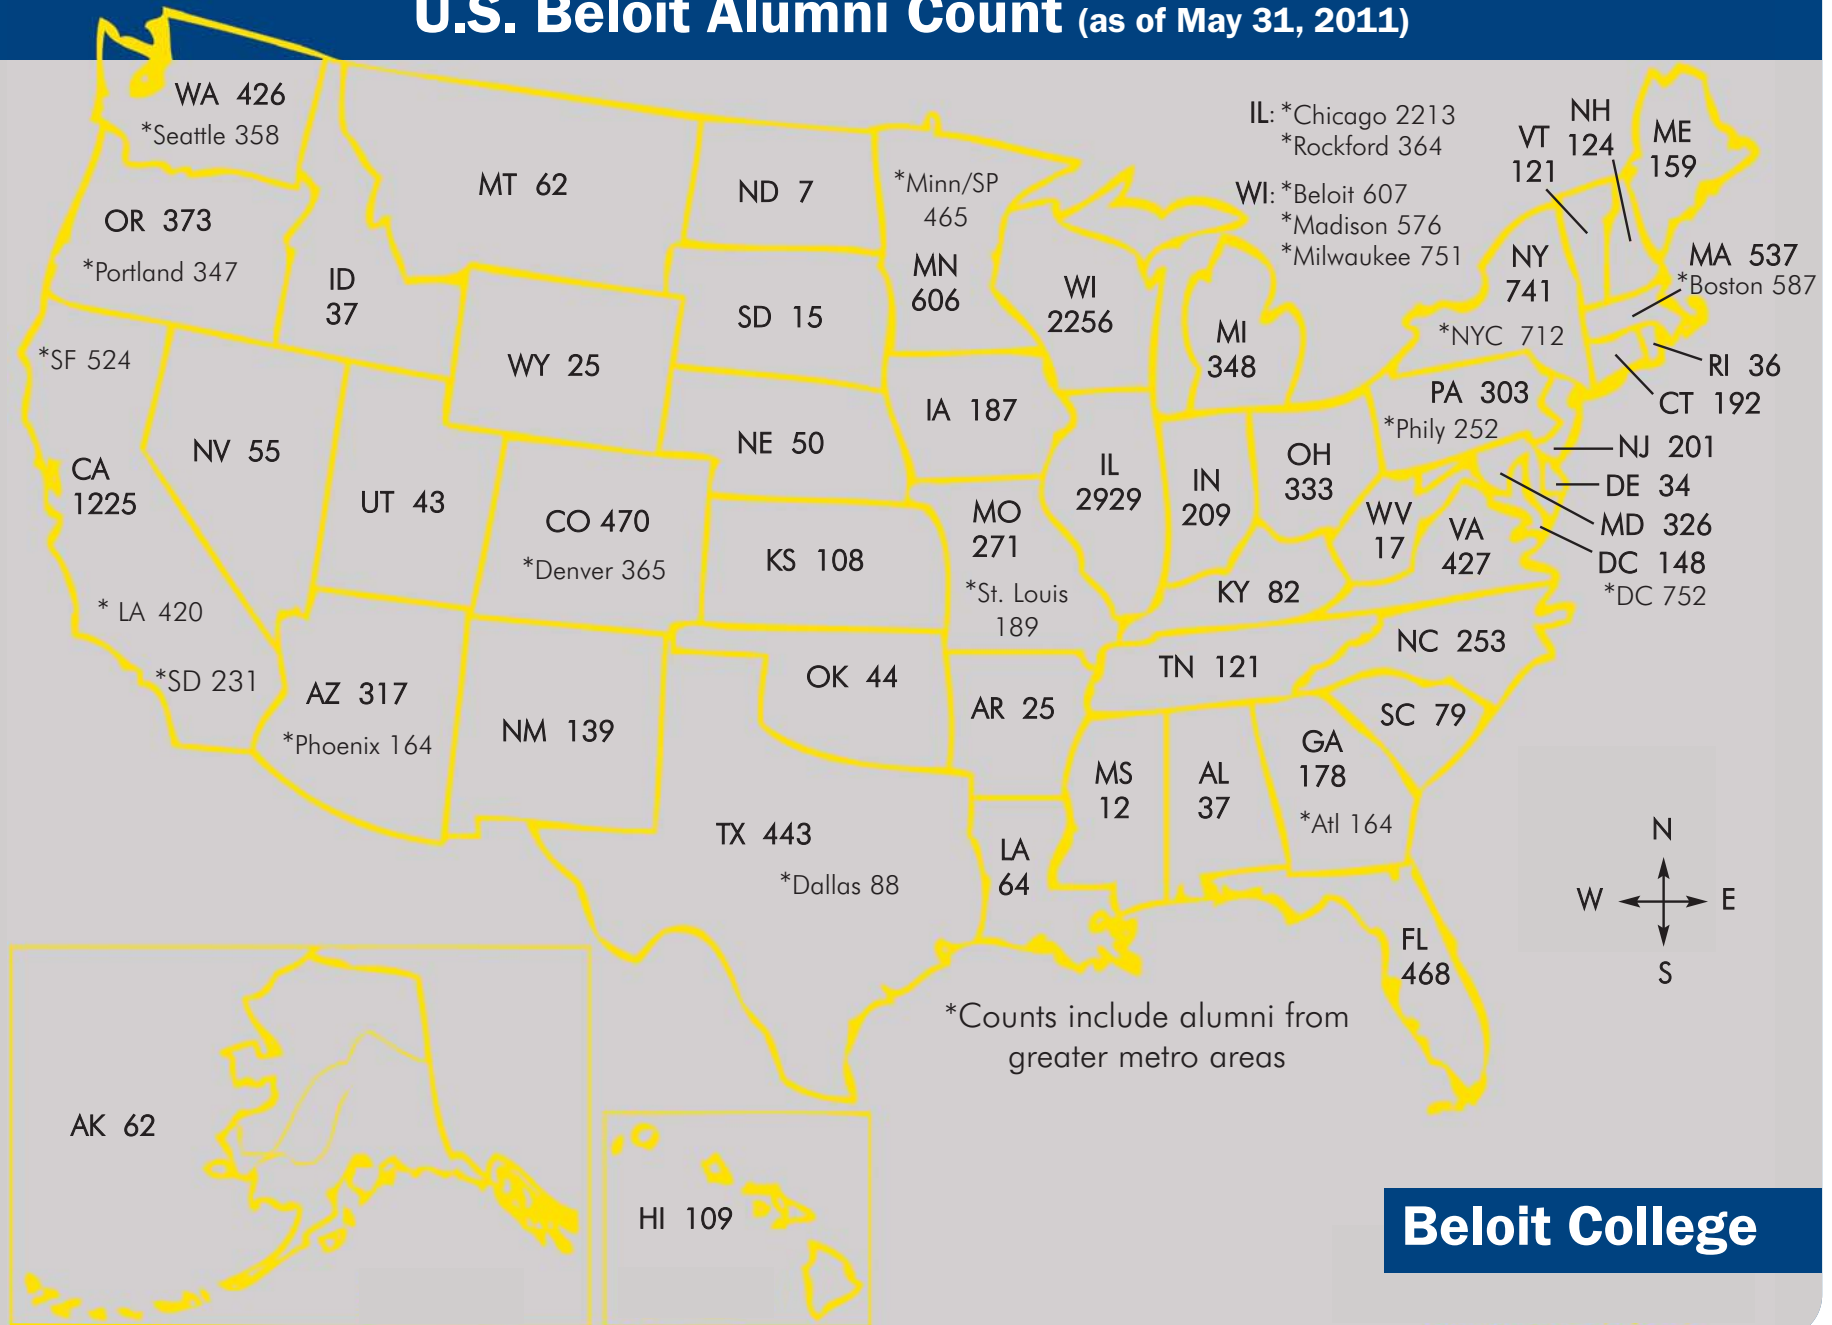 U.S. Beloit Alumni Count (as of May 31, 2011)
WA 426
*Seattle 358
OR 373
*Portland 347
ID
37
MT 62
ND 7
*Minn/SP
465
MN
606
SD 15
WY 25
WI
2256
IL: *Chicago 2213
*Rockford 364
WI: *Beloit 607
*Madison 576
*Milwaukee 751
MI
348
VT
121
NH
124
ME
159
NY
741
*NYC 712
MA 537
*Boston 587
RI 36
CT 192
PA 303
*Phily 252
NJ 201
DE 34
MD 326
DC 148
*DC 752
*SF 524
CA
1225
* LA 420
*SD 231
NV 55
UT 43
CO 470
*Denver 365
NE 50
IA 187
KS 108
MO
271
*St. Louis
189
IL
2929
IN
209
OH
333
WV
17
VA
427
KY 82
NC 253
TN 121
SC 79
AZ 317
*Phoenix 164
NM 139
OK 44
AR 25
MS
12
AL
37
GA
178
*Atl 164
TX 443
*Dallas 88
LA
64
FL
468
N
W E
S
*Counts include alumni from
greater metro areas
AK 62
HI 109
Beloit College